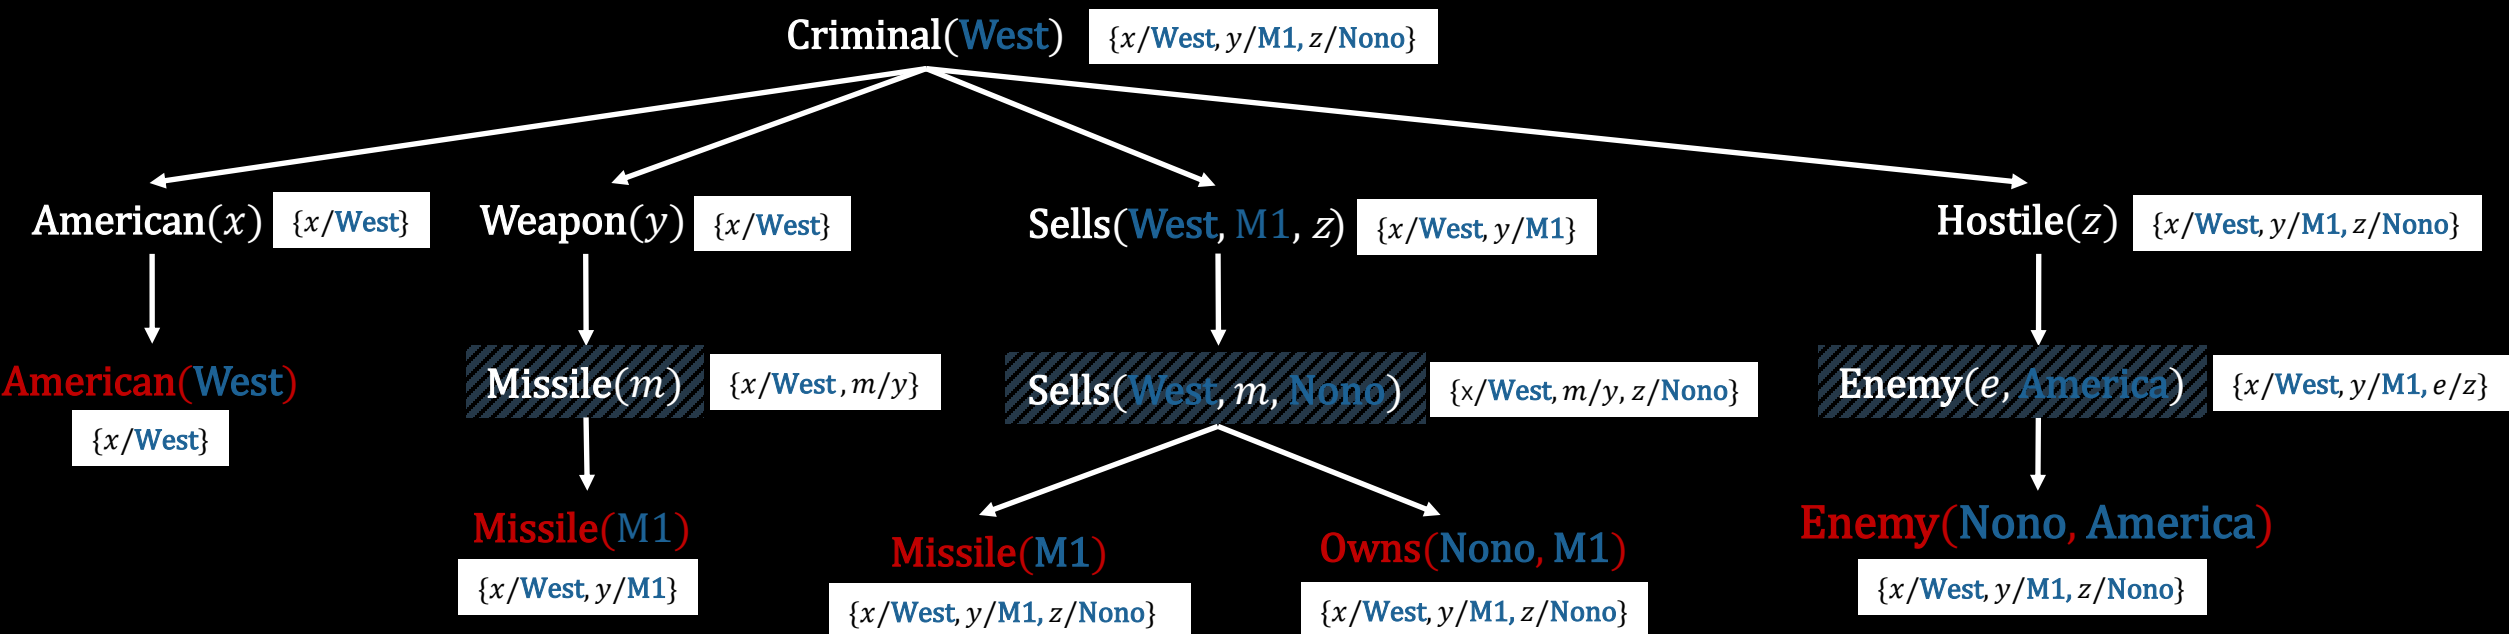 Criminal(West) {x/West, y/M1, z/Nono}
American(x) {x/West}
Weapon(y) {x/West}
Sells(West, M1, z) {x/West, y/M1}
Hostile(z) {x/West, y/M1, z/Nono}
American(West)
{x/West}
Missile(m) {x/West , m/y}
Sells(West, m, Nono) {x/West, m/y, z/Nono}
Enemy(e, America) {x/West, y/M1, e/z}
Missile(M1)
{x/West, y/M1}
Missile(M1)
{x/West, y/M1, z/Nono}
Owns(Nono, M1)
{x/West, y/M1, z/Nono}
Enemy(Nono, America)
{x/West, y/M1, z/Nono}